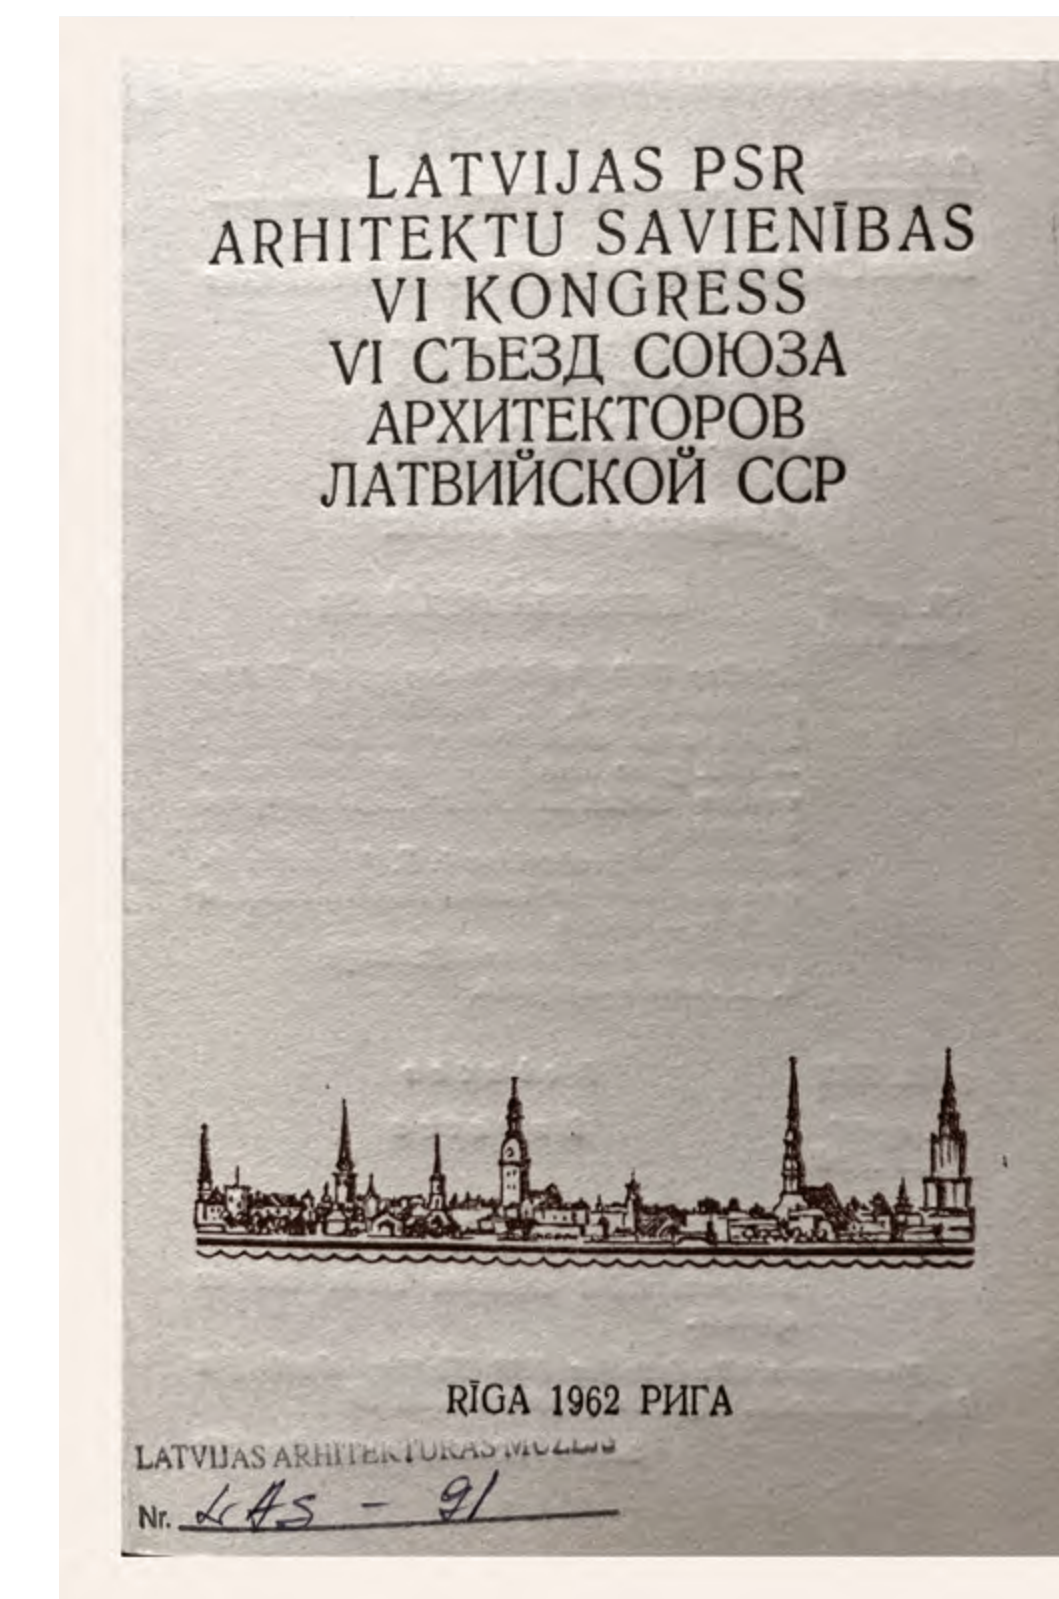 LATVIJAS PSR
ARHITEKTU SAVIENĪBAS
VI KONGRESS
VI СЪЕЗД СОЮЗА
АРХИТЕКТОРОВ
ЛАТВИЙСКОЙ ССР
RĪGA 1962 РИГА
LATVIJAS ARHITEKTŪRAS MUZEJS
Nr. LAS - 91